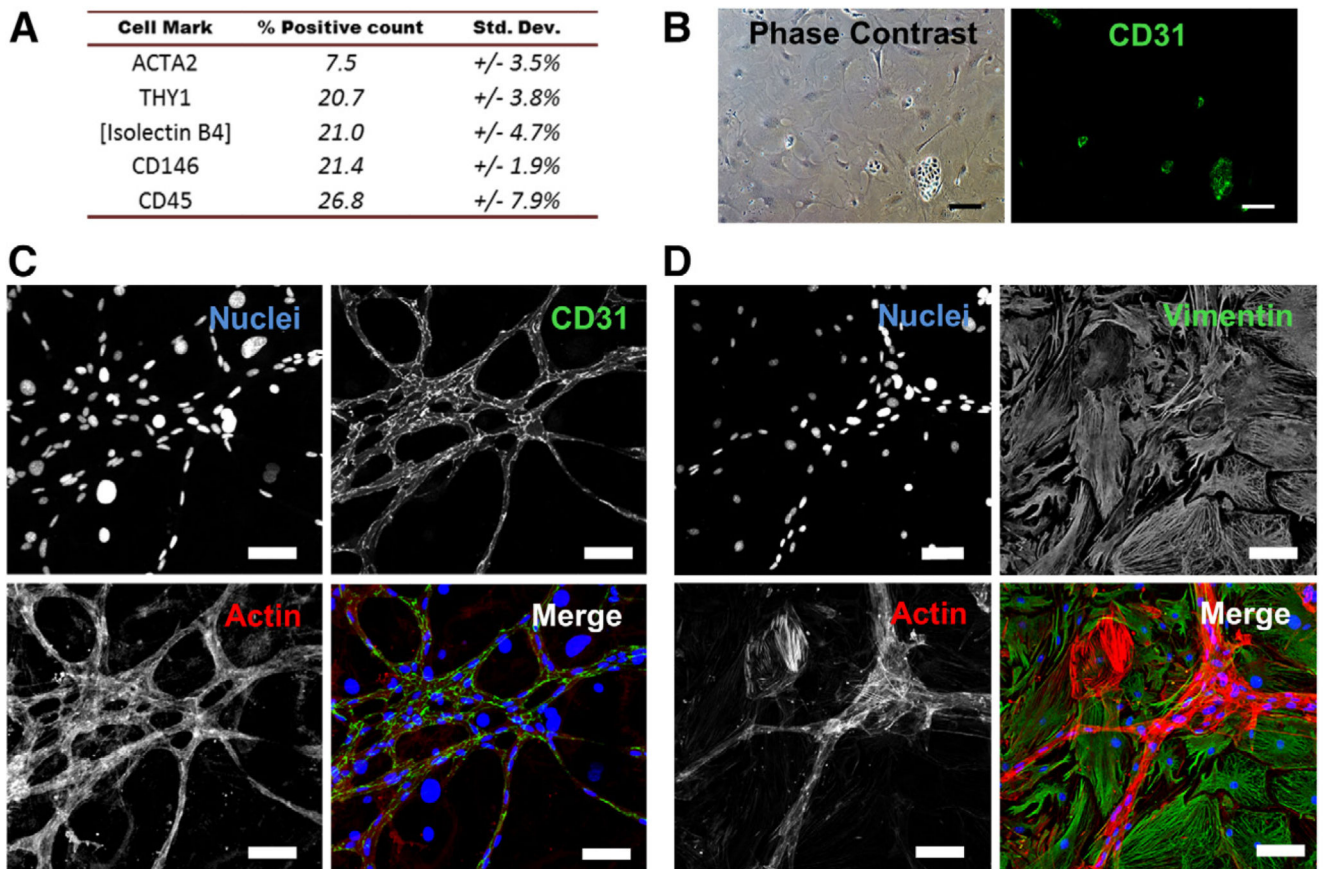 A
Cell Mark % Positive count Std. Dev.
ACTA2 7.5 +/- 3.5%
THY1 20.7 +/- 3.8%
[Isolectin B4] 21.0 +/- 4.7%
CD146 21.4 +/- 1.9%
CD45 26.8 +/- 7.9%
B
Phase Contrast CD31
C
Nuclei CD31
Actin Merge
D
Nuclei Vimentin
Actin Merge